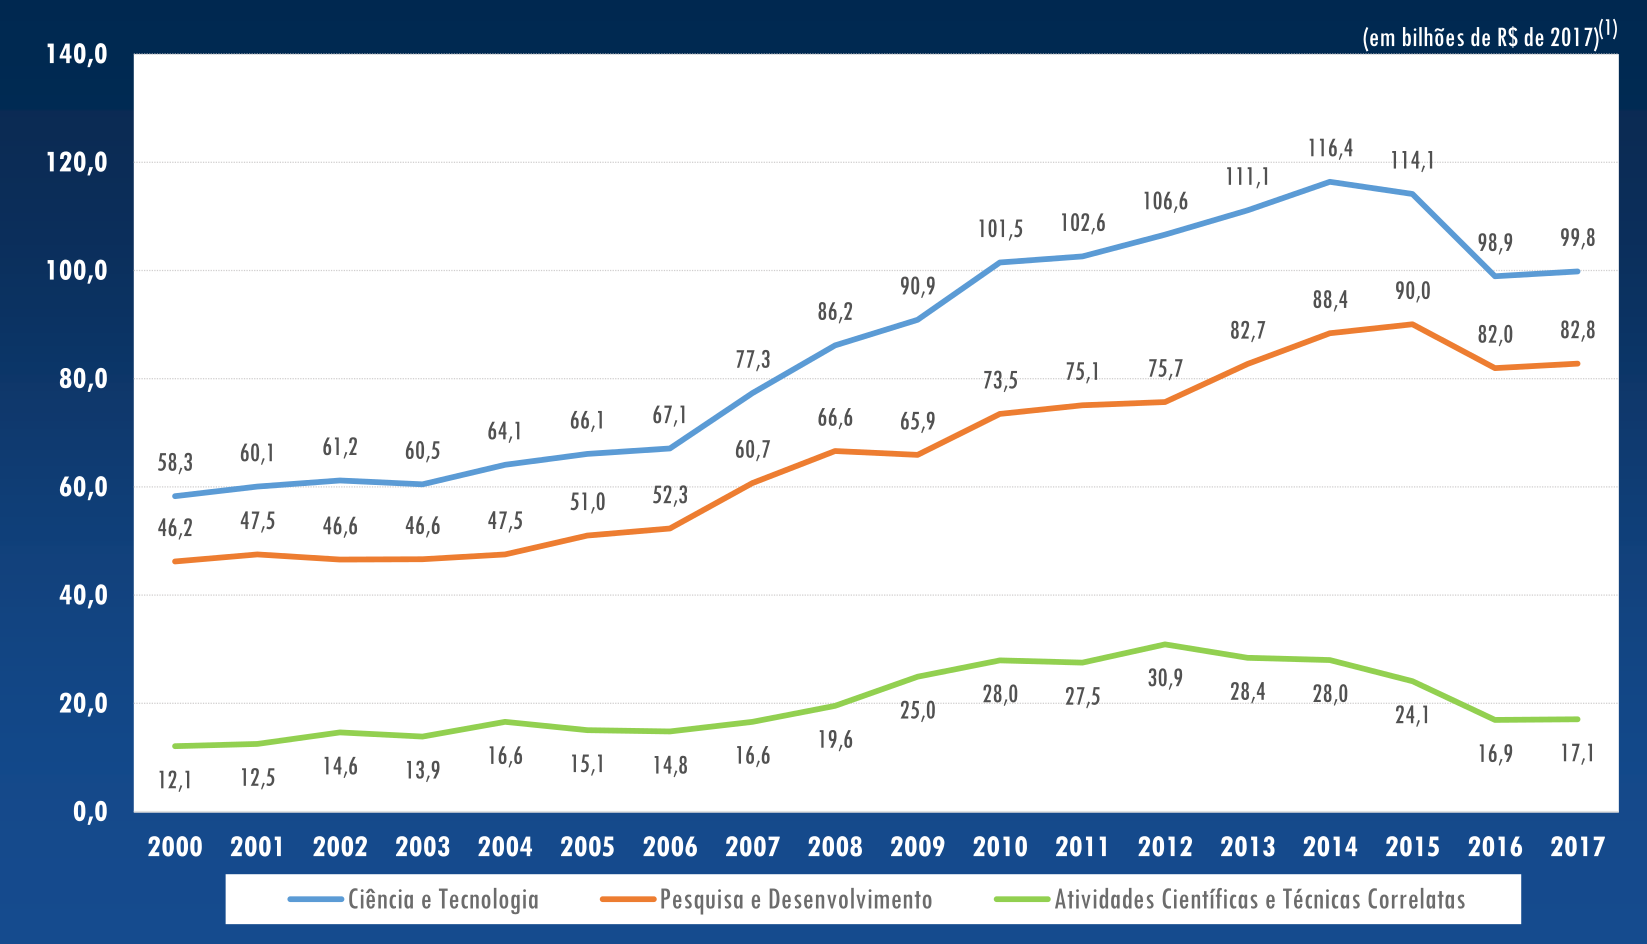 (em bilhões de R$ de 2017)(1)
140,0
120,0
100,0
80,0
60,0
40,0
20,0
0,0
58,3 60,1 61,2 60,5 64,1 66,1 67,1 77,3 86,2 90,9 101,5 102,6 106,6 111,1 116,4 114,1 98,9 99,8
46,2 47,5 46,6 46,6 47,5 51,0 52,3 60,7 66,6 65,9 73,5 75,1 75,7 82,7 88,4 90,0 82,0 82,8
12,1 12,5 14,6 13,9 16,6 15,1 14,8 16,6 19,6 25,0 28,0 27,5 30,9 28,4 28,0 24,1 16,9 17,1
2000 2001 2002 2003 2004 2005 2006 2007 2008 2009 2010 2011 2012 2013 2014 2015 2016 2017
Ciência e Tecnologia Pesquisa e Desenvolvimento Atividades Científicas e Técnicas Correlatas